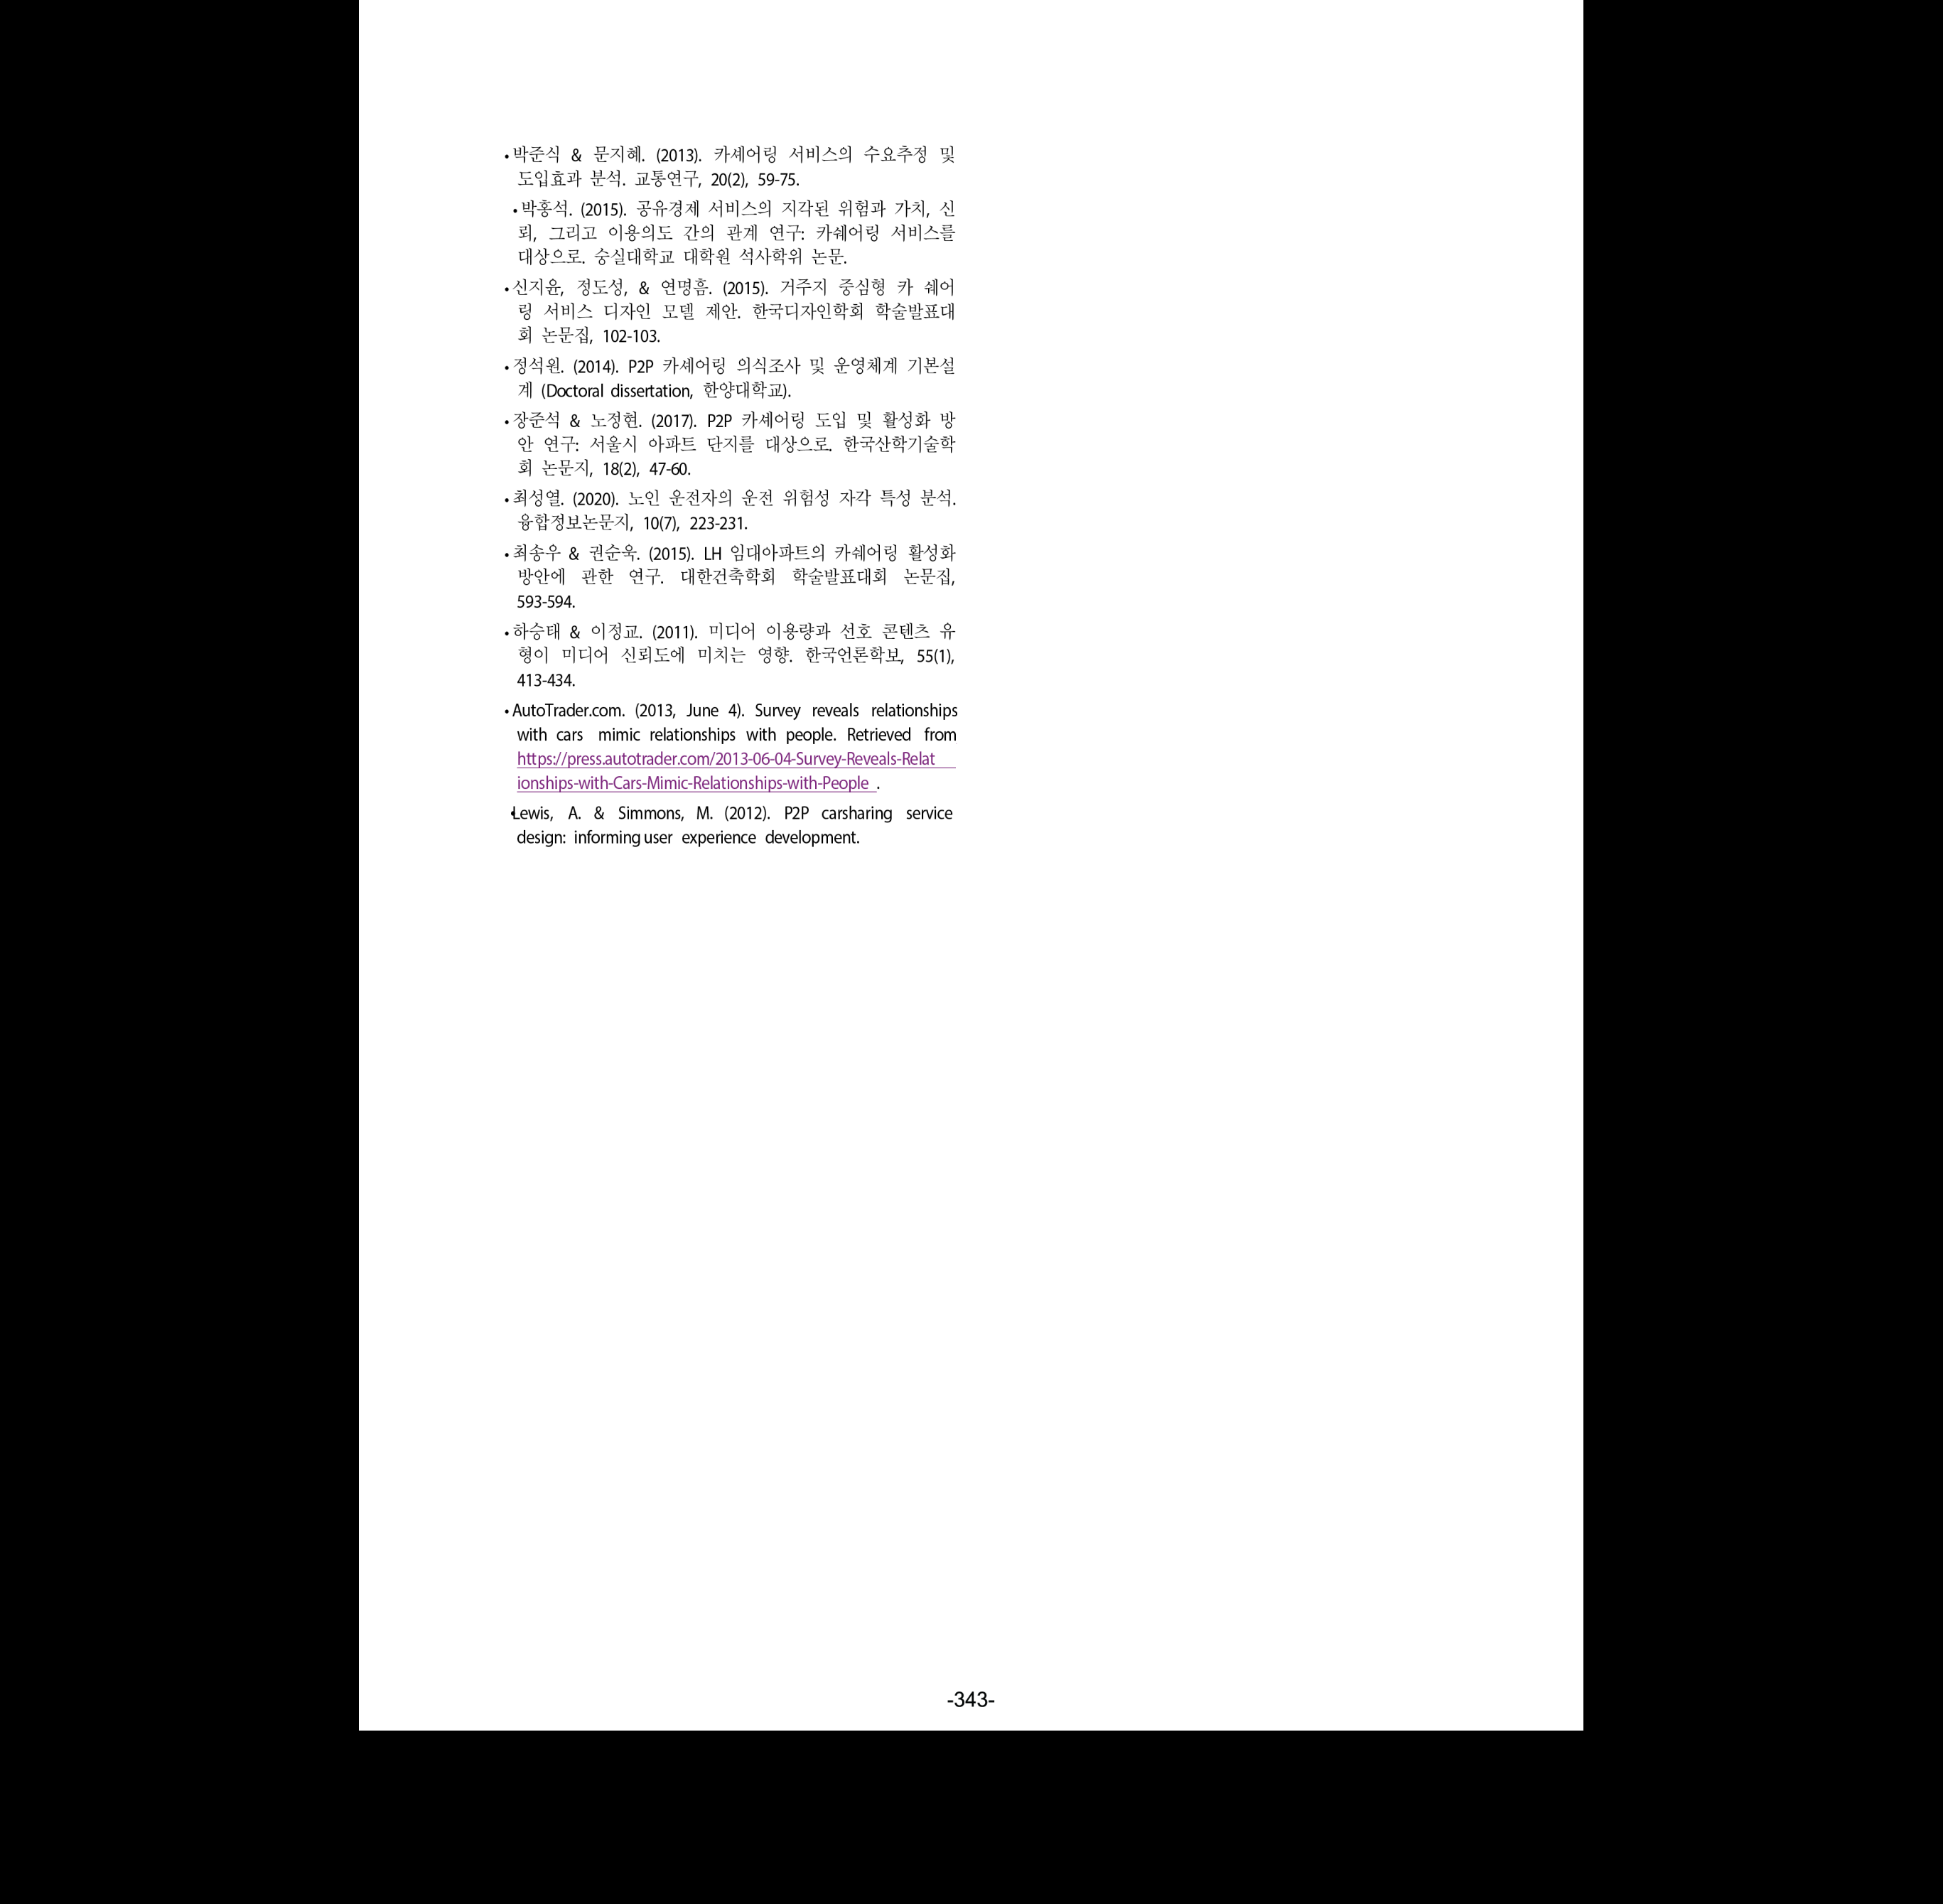 •박준식 & 문지혜. (2013). 카셰어링 서비스의 수요추정 및
도입효과 분석. 교통연구, 20(2), 59-75.
•박홍석. (2015). 공유경제 서비스의 지각된 위험과 가치, 신
뢰, 그리고 이용의도 간의 관계 연구: 카쉐어링 서비스를
대상으로. 숭실대학교 대학원 석사학위 논문.
•신지윤, 정도성, & 연명흠. (2015). 거주지 중심형 카 쉐어
링 서비스 디자인 모델 제안. 한국디자인학회 학술발표대
회 논문집, 102-103.
•정석원. (2014). P2P 카셰어링 의식조사 및 운영체계 기본설
계 (Doctoral dissertation, 한양대학교).
•장준석 & 노정현. (2017). P2P 카셰어링 도입 및 활성화 방
안 연구: 서울시 아파트 단지를 대상으로. 한국산학기술학
회 논문지, 18(2), 47-60.
•최성열. (2020). 노인 운전자의 운전 위험성 자각 특성 분석.
융합정보논문지, 10(7), 223-231.
•최송우 & 권순욱. (2015). LH 임대아파트의 카쉐어링 활성화
방안에 관한 연구. 대한건축학회 학술발표대회 논문집,
593-594.
•하승태 & 이정교. (2011). 미디어 이용량과 선호 콘텐츠 유
형이 미디어 신뢰도에 미치는 영향. 한국언론학보, 55(1),
413-434.
•AutoTrader.com. (2013, June 4). Survey reveals relationships
with cars mimic relationships with people. Retrieved from
https://press.autotrader.com/2013-06-04-Survey-Reveals-Relat
ionships-with-Cars-Mimic-Relationships-with-People .
•Lewis, A. & Simmons, M. (2012). P2P carsharing service
design: informing user experience development.
-343-